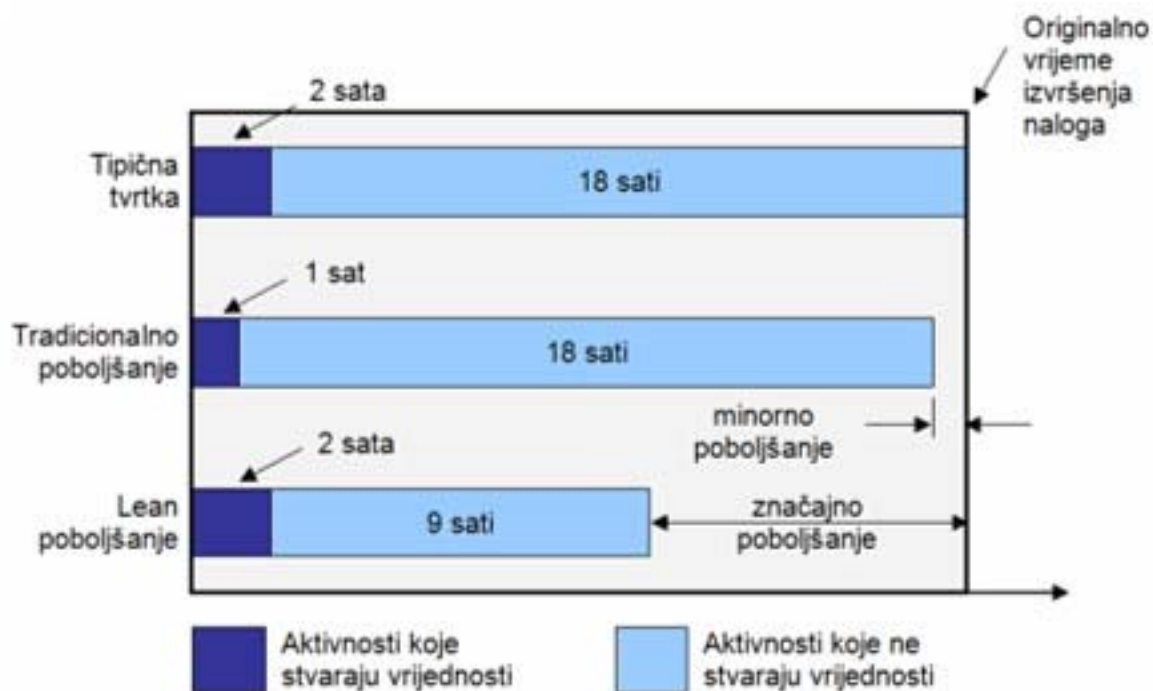 Originalno
vrijeme
izvršenja
naloga
2 sata
Tipična
tvrtka
18 sati
1 sat
Tradicionalno
poboljšanje
18 sati
minorno
poboljšanje
2 sata
Lean
poboljšanje
9 sati
značajno
poboljšanje
Aktivnosti koje
stvaraju vrijednosti
Aktivnosti koje ne
stvaraju vrijednosti